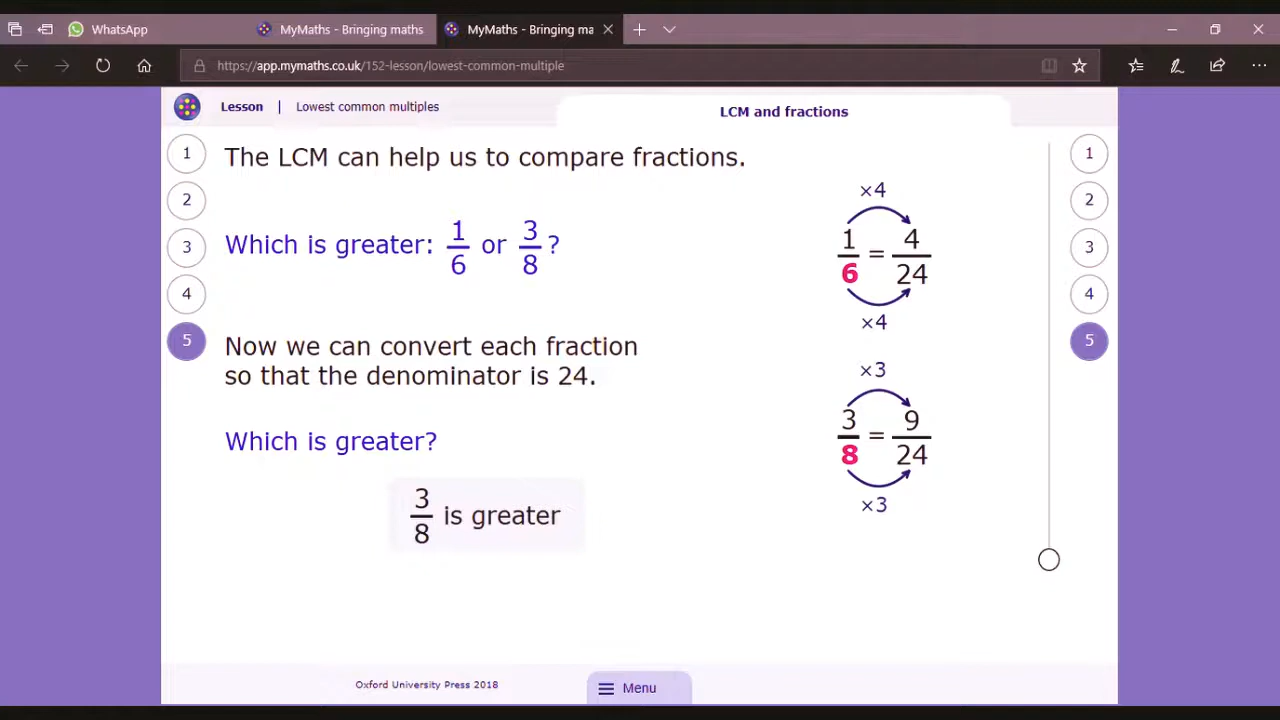 WhatsApp
MyMaths - Bringing maths
MyMaths - Bringing ma
https://app.mymaths.co.uk/152-lesson/lowest-common-multiple
Lesson | Lowest common multiples
LCM and fractions
1
2
3
4
5
The LCM can help us to compare fractions.
Which is greater: 1/6 or 3/8 ?
Now we can convert each fraction
so that the denominator is 24.
Which is greater?
3/8 is greater
×4
1/6 = 4/24
×4
×3
3/8 = 9/24
×3
1
2
3
4
5
Oxford University Press 2018
Menu